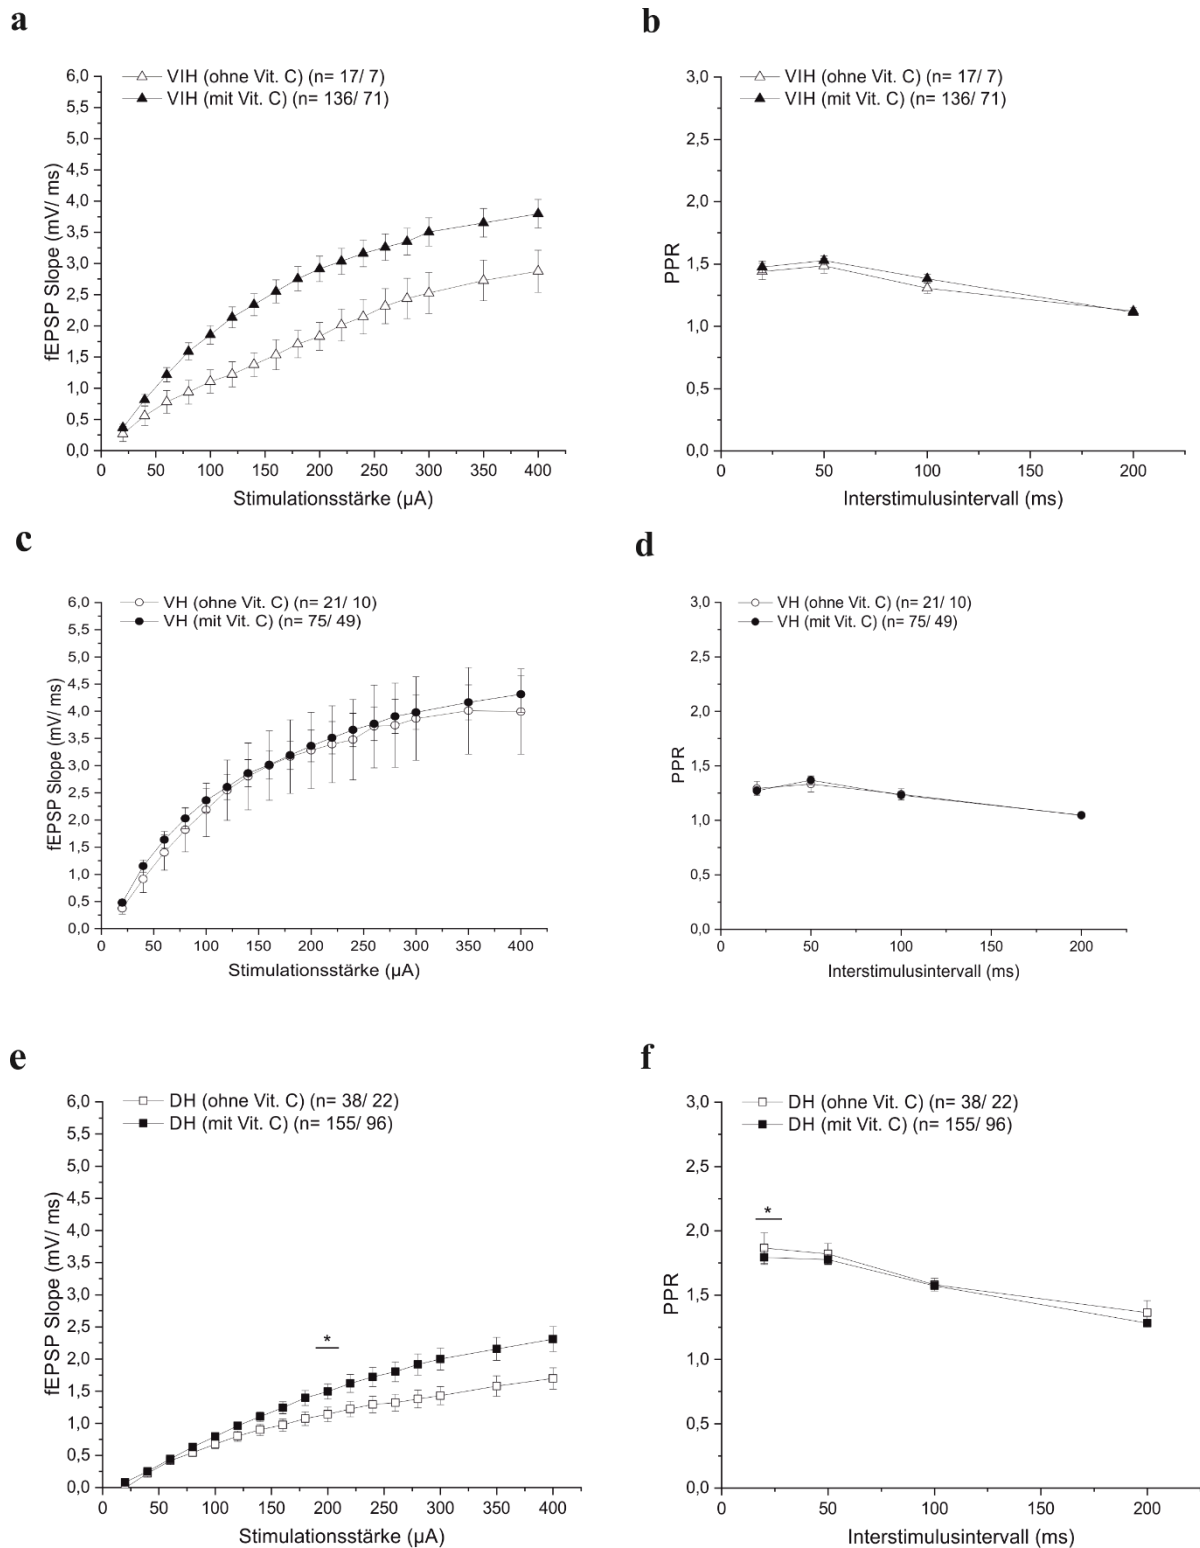 a
VIH (ohne Vit. C) (n= 17/ 7)
VIH (mit Vit. C) (n= 136/ 71)
fEPSP Slope (mV/ ms)
6,0
5,5
5,0
4,5
4,0
3,5
3,0
2,5
2,0
1,5
1,0
0,5
0,0
0 50 100 150 200 250 300 350 400
Stimulationsstärke (µA)
b
VIH (ohne Vit. C) (n= 17/ 7)
VIH (mit Vit. C) (n= 136/ 71)
PPR
3,0
2,5
2,0
1,5
1,0
0,5
0,0
0 50 100 150 200
Interstimulusintervall (ms)
c
VH (ohne Vit. C) (n= 21/ 10)
VH (mit Vit. C) (n= 75/ 49)
fEPSP Slope (mV/ ms)
6,0
5,5
5,0
4,5
4,0
3,5
3,0
2,5
2,0
1,5
1,0
0,5
0,0
0 50 100 150 200 250 300 350 400
Stimulationsstärke (µA)
d
VH (ohne Vit. C) (n= 21/ 10)
VH (mit Vit. C) (n= 75/ 49)
PPR
3,0
2,5
2,0
1,5
1,0
0,5
0,0
0 50 100 150 200
Interstimulusintervall (ms)
e
DH (ohne Vit. C) (n= 38/ 22)
DH (mit Vit. C) (n= 155/ 96)
fEPSP Slope (mV/ ms)
6,0
5,5
5,0
4,5
4,0
3,5
3,0
2,5
2,0
1,5
1,0
0,5
0,0
*
0 50 100 150 200 250 300 350 400
Stimulationsstärke (µA)
f
DH (ohne Vit. C) (n= 38/ 22)
DH (mit Vit. C) (n= 155/ 96)
PPR
3,0
2,5
2,0
1,5
1,0
0,5
0,0
*
0 50 100 150 200
Interstimulusintervall (ms)